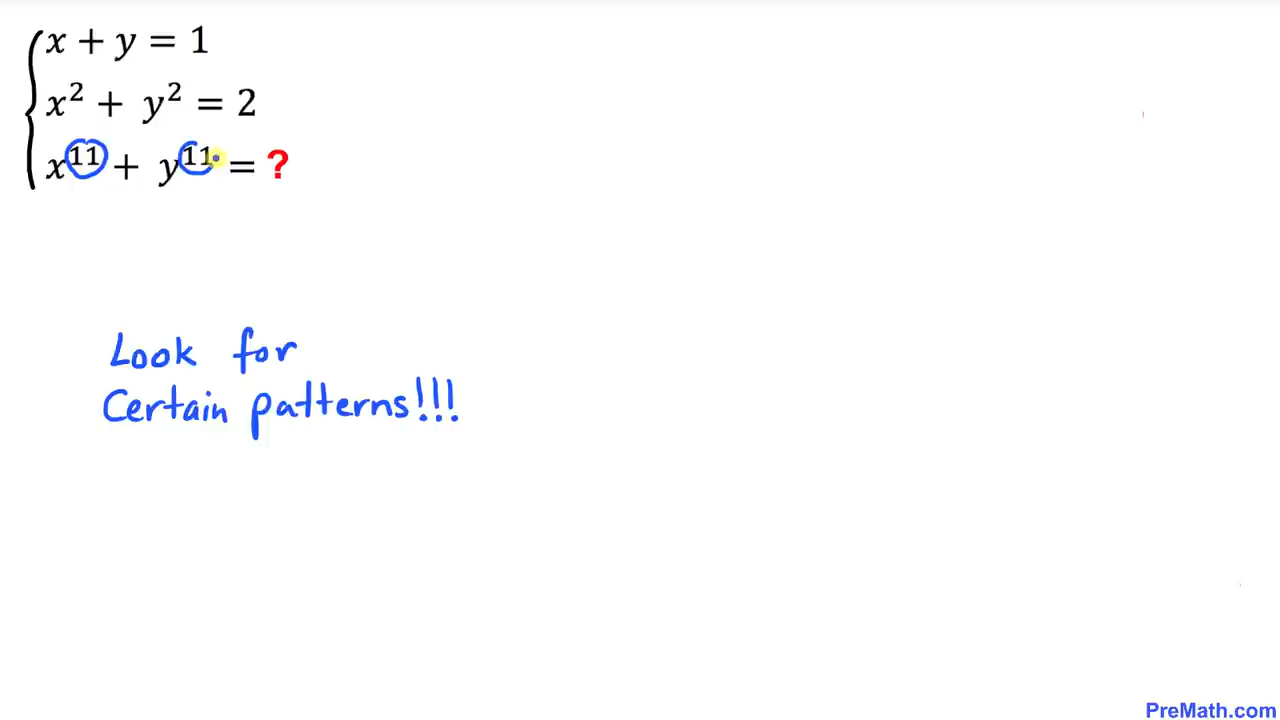 x + y = 1
x² + y² = 2
x¹¹ + y¹¹ = ?
Look for
Certain patterns!!!
PreMath.com